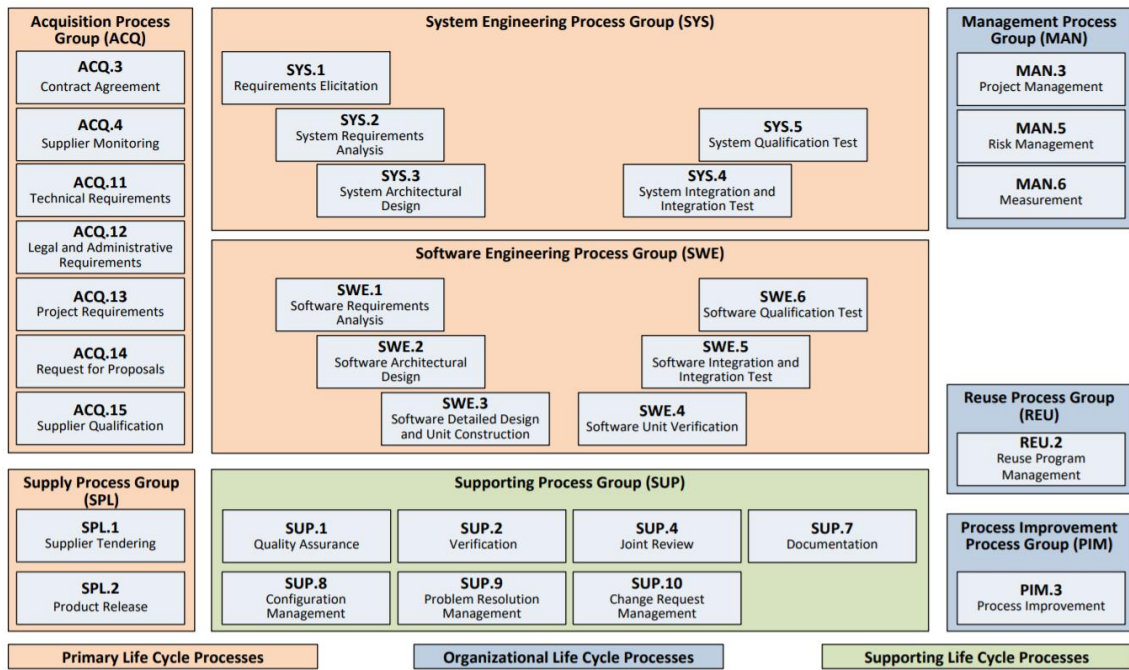 Acquisition Process
Group (ACQ)
ACQ.3
Contract Agreement
ACQ.4
Supplier Monitoring
ACQ.11
Technical Requirements
ACQ.12
Legal and Administrative
Requirements
ACQ.13
Project Requirements
ACQ.14
Request for Proposals
ACQ.15
Supplier Qualification
System Engineering Process Group (SYS)
SYS.1
Requirements Elicitation
SYS.2
System Requirements
Analysis
SYS.3
System Architectural
Design
SYS.5
System Qualification Test
SYS.4
System Integration and
Integration Test
Management Process
Group (MAN)
MAN.3
Project Management
MAN.5
Risk Management
MAN.6
Measurement
Software Engineering Process Group (SWE)
SWE.1
Software Requirements
Analysis
SWE.2
Software Architectural
Design
SWE.3
Software Detailed Design
and Unit Construction
SWE.6
Software Qualification Test
SWE.5
Software Integration and
Integration Test
SWE.4
Software Unit Verification
Reuse Process Group
(REU)
REU.2
Reuse Program
Management
Supply Process Group
(SPL)
SPL.1
Supplier Tendering
SPL.2
Product Release
Supporting Process Group (SUP)
SUP.1
Quality Assurance
SUP.2
Verification
SUP.4
Joint Review
SUP.7
Documentation
SUP.8
Configuration
Management
SUP.9
Problem Resolution
Management
SUP.10
Change Request
Management
Process Improvement
Process Group (PIM)
PIM.3
Process Improvement
Primary Life Cycle Processes
Organizational Life Cycle Processes
Supporting Life Cycle Processes